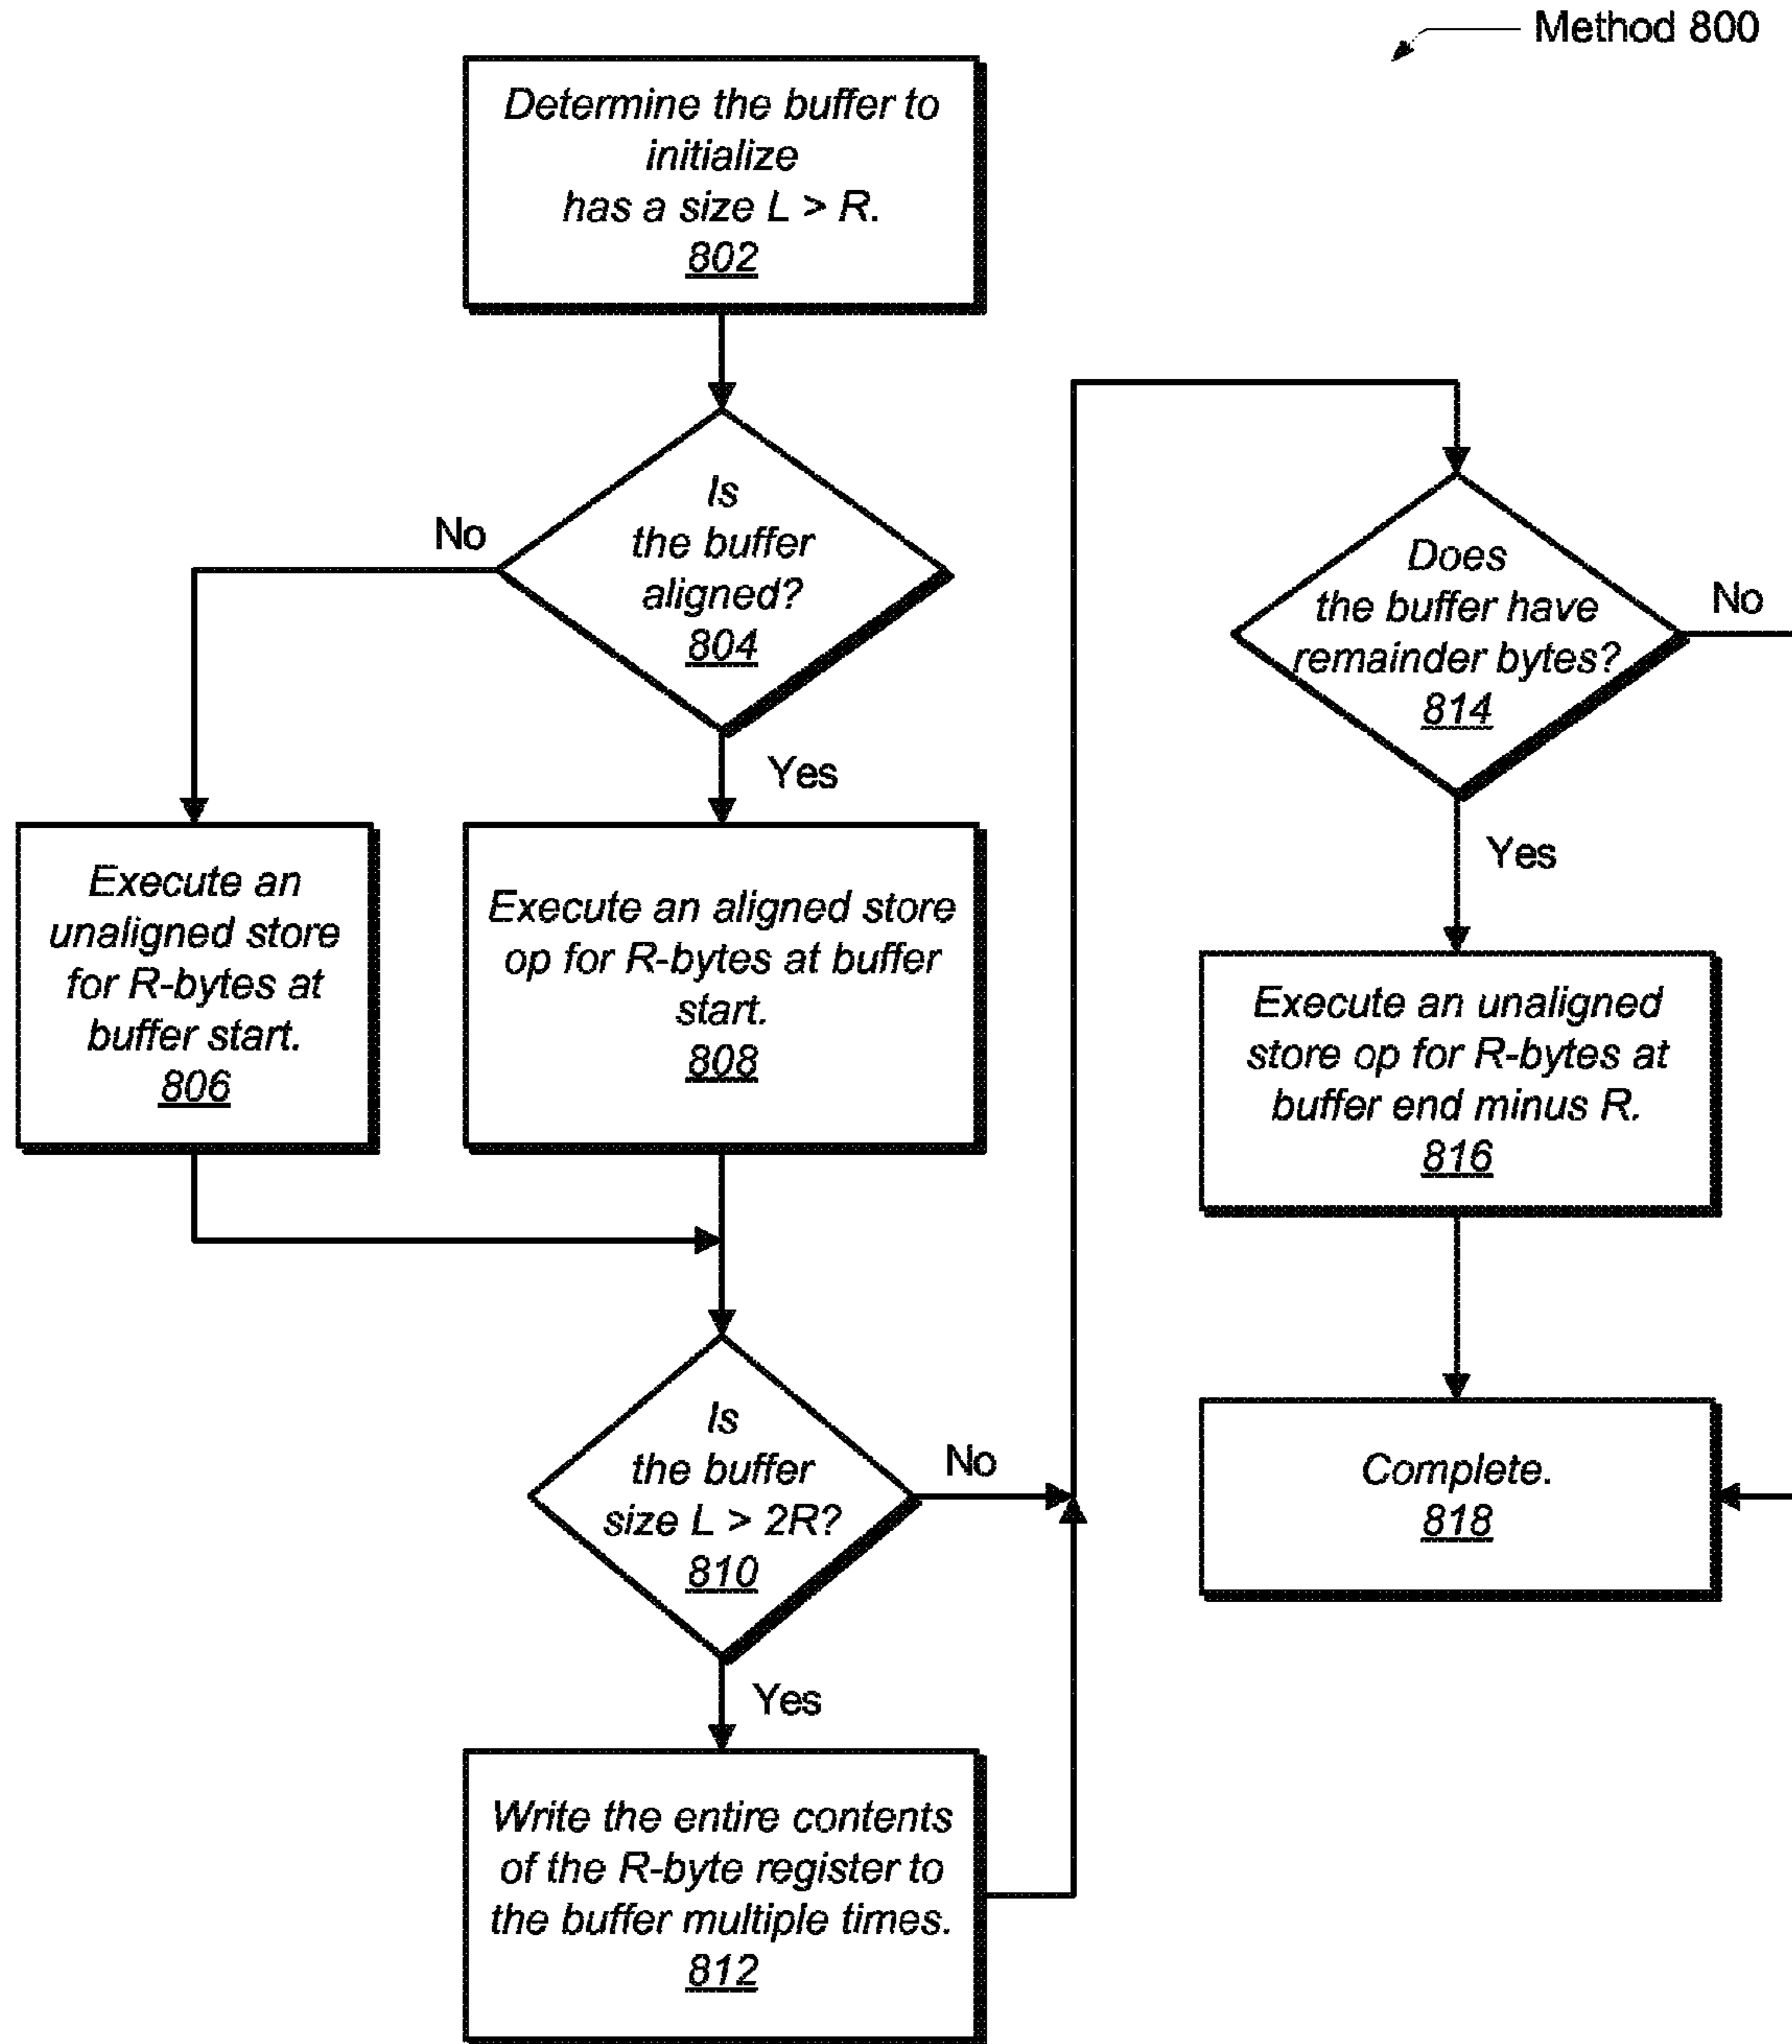 Method 800
Determine the buffer to
initialize
has a size L > R.
802
Is
the buffer
aligned?
804
No
Yes
Execute an
unaligned store
for R-bytes at
buffer start.
806
Execute an aligned store
op for R-bytes at buffer
start.
808
Is
the buffer
size L > 2R?
810
No
Yes
Write the entire contents
of the R-byte register to
the buffer multiple times.
812
Does
the buffer have
remainder bytes?
814
No
Yes
Execute an unaligned
store op for R-bytes at
buffer end minus R.
816
Complete.
818